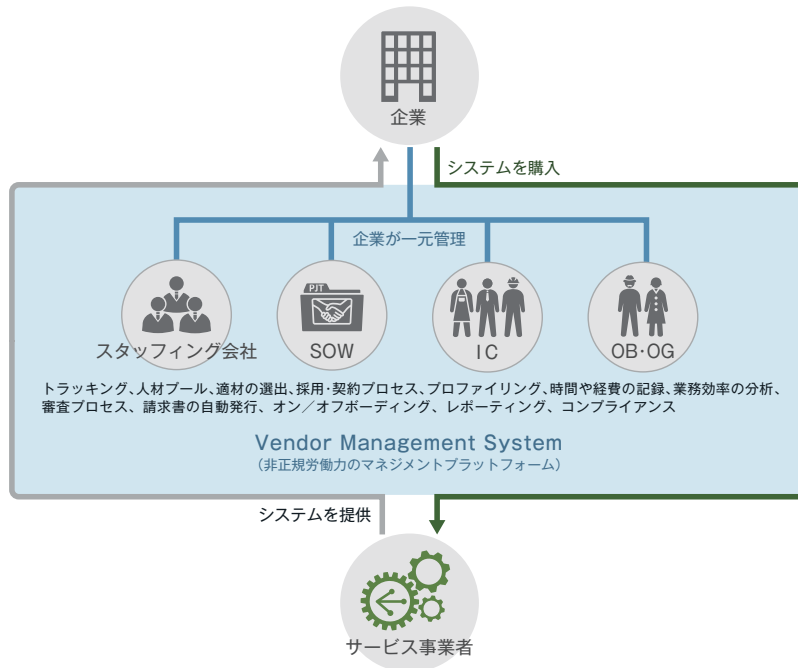 企業
システムを購入
企業が一元管理
PJT
スタッフィング会社
SOW
IC
OB・OG
トラッキング、人材プール、適材の選出、採用・契約プロセス、プロファイリング、時間や経費の記録、業務効率の分析、
審査プロセス、請求書の自動発行、オン／オフボーディング、レポーティング、コンプライアンス
Vendor Management System
（非正規労働力のマネジメントプラットフォーム）
システムを提供
サービス事業者